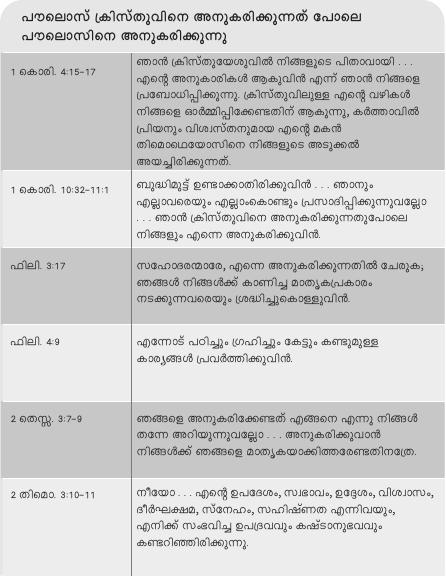 പൗലൊസ് ക്രിസ്തുവിനെ അനുകരിക്കുന്നത് പോലെ
പൗലൊസിനെ അനുകരിക്കുന്നു
1 കൊരി. 4:15–17
ഞാൻ ക്രിസ്തുയേശുവിൽ നിങ്ങളുടെ പിതാവായി . . .
എന്റെ അനുകാരികൾ ആകുവിൻ എന്ന് ഞാൻ നിങ്ങളെ
പ്രബോധിപ്പിക്കുന്നു. ക്രിസ്തുവിലുള്ള എന്റെ വഴികൾ
നിങ്ങളെ ഓർമ്മിപ്പിക്കേണ്ടതിന് ആകുന്നു, കർത്താവിൽ
പ്രിയനും വിശ്വസ്തനുമായ എന്റെ മകൻ
തിമൊഥെയോസിനെ നിങ്ങളുടെ അടുക്കൽ
അയച്ചിരിക്കുന്നത്.
1 കൊരി. 10:32–11:1
ബുദ്ധിമുട്ട് ഉണ്ടാക്കാതിരിക്കുവിൻ . . . ഞാനും
എല്ലാവരെയും എല്ലാംകൊണ്ടും പ്രസാദിപ്പിക്കുന്നുവല്ലോ
. . . ഞാൻ ക്രിസ്തുവിനെ അനുകരിക്കുന്നതുപോലെ
നിങ്ങളും എന്നെ അനുകരിക്കുവിൻ.
ഫിലി. 3:17
സഹോദരന്മാരേ, എന്നെ അനുകരിക്കുന്നതിൽ ചേരുക;
ഞങ്ങൾ നിങ്ങൾക്ക് കാണിച്ച മാതൃകപ്രകാരം
നടക്കുന്നവരെയും ശ്രദ്ധിച്ചുകൊള്ളുവിൻ.
ഫിലി. 4:9
എന്നോട് പഠിച്ചും ഗ്രഹിച്ചും കേട്ടും കണ്ടുമുള്ള
കാര്യങ്ങൾ പ്രവർത്തിക്കുവിൻ.
2 തെസ്സ. 3:7–9
ഞങ്ങളെ അനുകരിക്കേണ്ടത് എങ്ങനെ എന്നു നിങ്ങൾ
തന്നേ അറിയുന്നുവല്ലോ . . . അനുകരിക്കുവാൻ
നിങ്ങൾക്ക് ഞങ്ങളെ മാതൃകയാക്കിത്തരേണ്ടതിനത്രേ.
2 തിമൊ. 3:10–11
നീയോ . . . എന്റെ ഉപദേശം, സ്വഭാവം, ഉദ്ദേശം, വിശ്വാസം,
ദീർഘക്ഷമ, സ്നേഹം, സഹിഷ്ണത എന്നിവയും,
എനിക്ക് സംഭവിച്ച ഉപദ്രവവും കഷ്ടാനുഭവവും
കണ്ടറിഞ്ഞിരിക്കുന്നു.